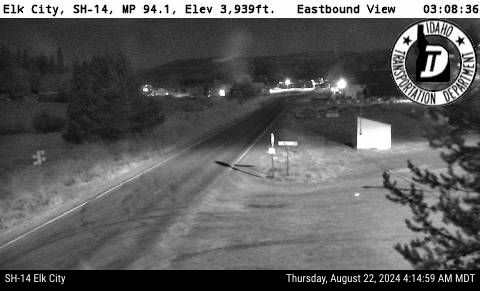 Elk City, SH-14, MP 94.1, Elev 3,939ft. Eastbound View 03:08:36
IDAHO
TRANSPORTATION DEPARTMENT
SH-14 Elk City Thursday, August 22, 2024 4:14:59 AM MDT